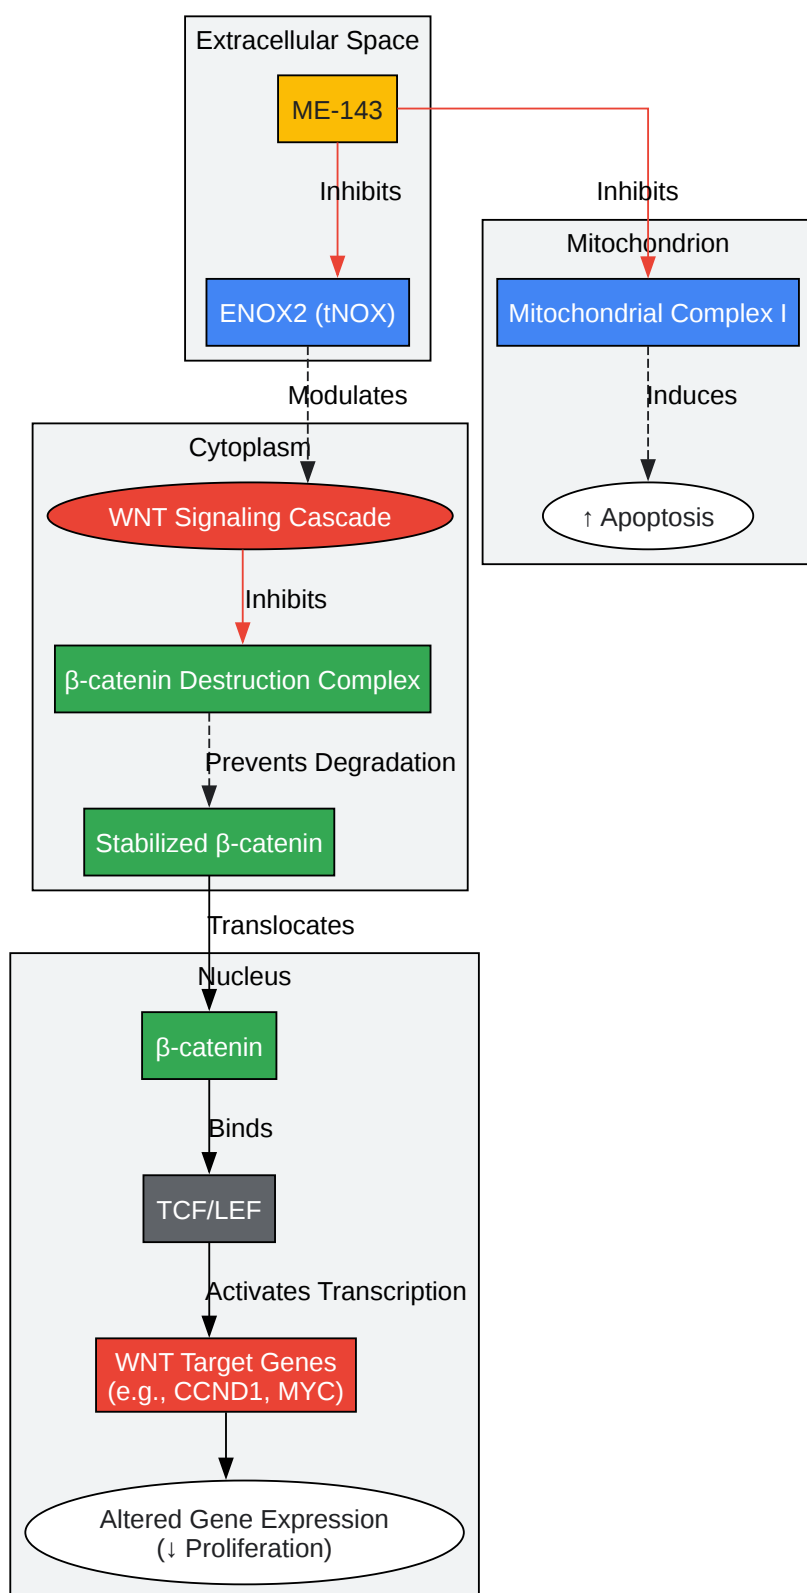 Extracellular Space
ME-143
Inhibits
Inhibits
Mitochondrion
ENOX2 (tNOX)
Mitochondrial Complex I
Modulates
Induces
Cytoplasm
WNT Signaling Cascade
↑ Apoptosis
Inhibits
β-catenin Destruction Complex
Prevents Degradation
Stabilized β-catenin
Translocates
Nucleus
β-catenin
Binds
TCF/LEF
Activates Transcription
WNT Target Genes
(e.g., CCND1, MYC)
Altered Gene Expression
(↓ Proliferation)